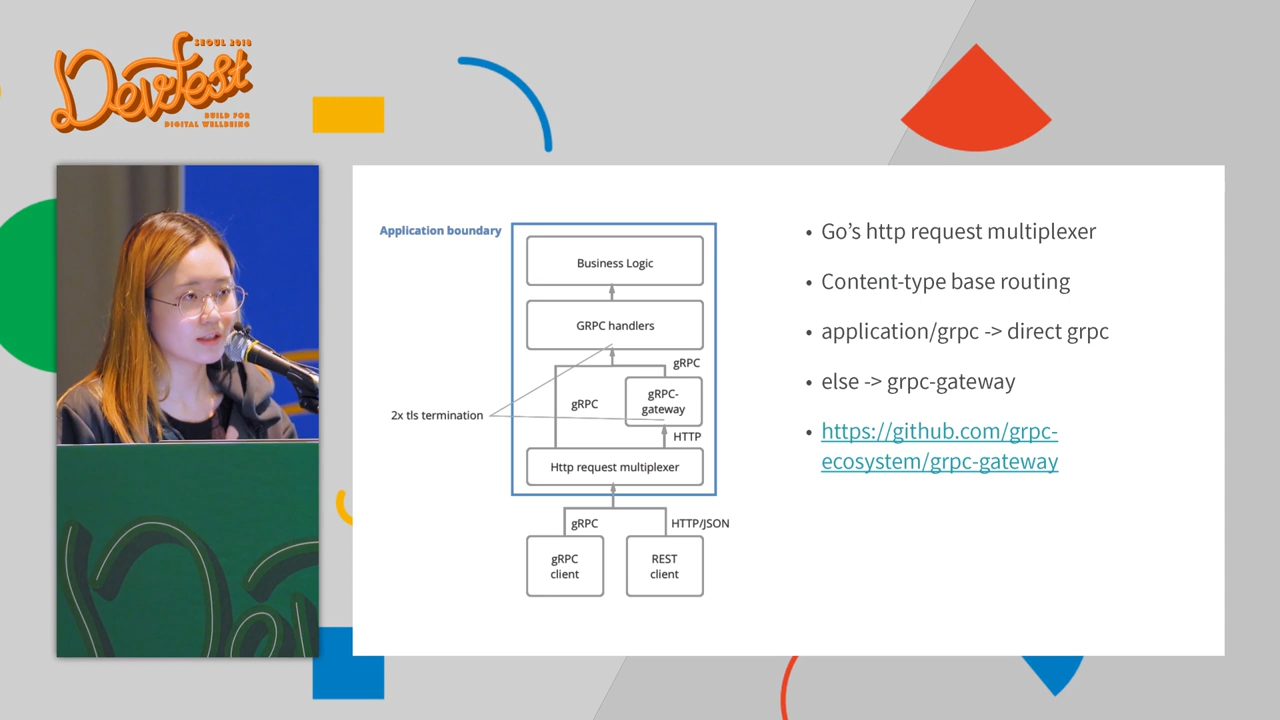 SEOUL 2018
DevFest
BUILD FOR
DIGITAL WELLBEING
Application boundary
Business Logic
GRPC handlers
gRPC
gRPC
gRPC-
gateway
2x tls termination
HTTP
Http request multiplexer
gRPC
HTTP/JSON
gRPC
client
REST
client
• Go’s http request multiplexer
• Content-type base routing
• application/grpc -> direct grpc
• else -> grpc-gateway
• https://github.com/grpc-
ecosystem/grpc-gateway